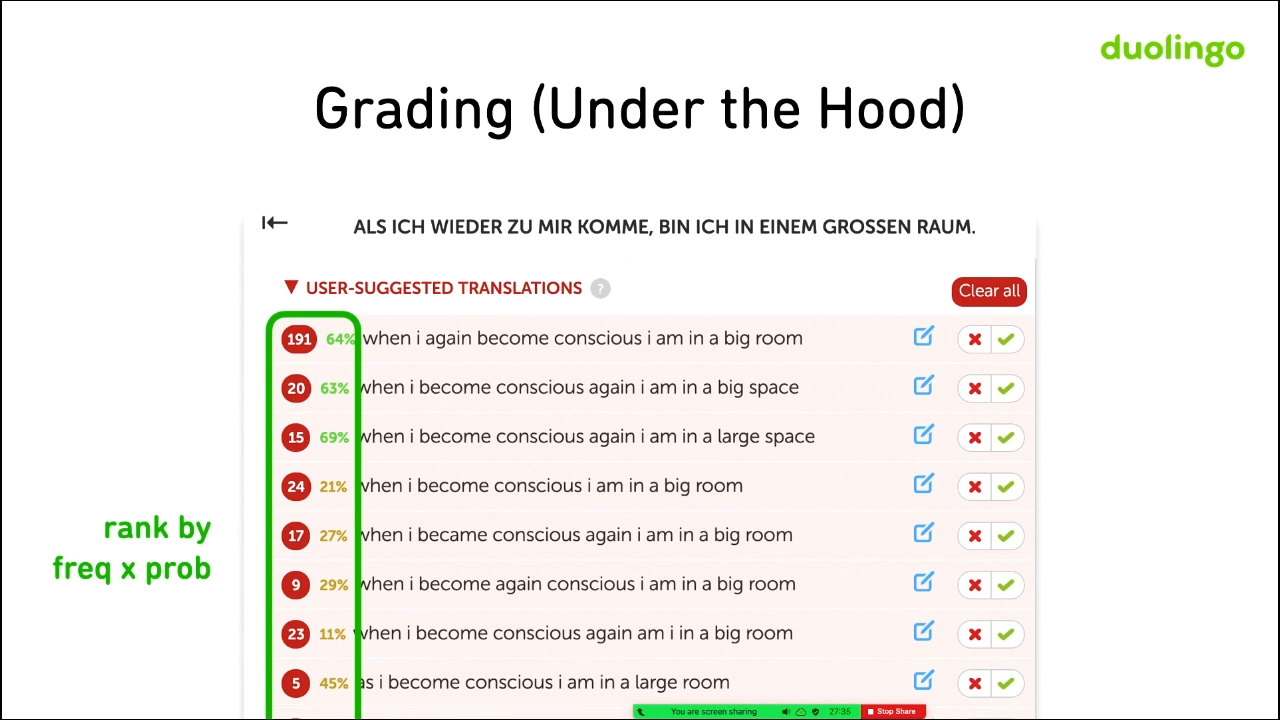 duolingo
Grading (Under the Hood)
ALS ICH WIEDER ZU MIR KOMME, BIN ICH IN EINEM GROSSEN RAUM.
▼ USER-SUGGESTED TRANSLATIONS ?
Clear all
191 64% when i again become conscious i am in a big room
20 63% when i become conscious again i am in a big space
15 69% when i become conscious again i am in a large space
24 21% when i become conscious i am in a big room
17 27% when i became conscious again i am in a big room
9 29% when i become again conscious i am in a big room
23 11% when i become conscious again am i in a big room
5 45% as i become conscious i am in a large room
rank by
freq x prob
You are screen sharing 27:35 Stop Share